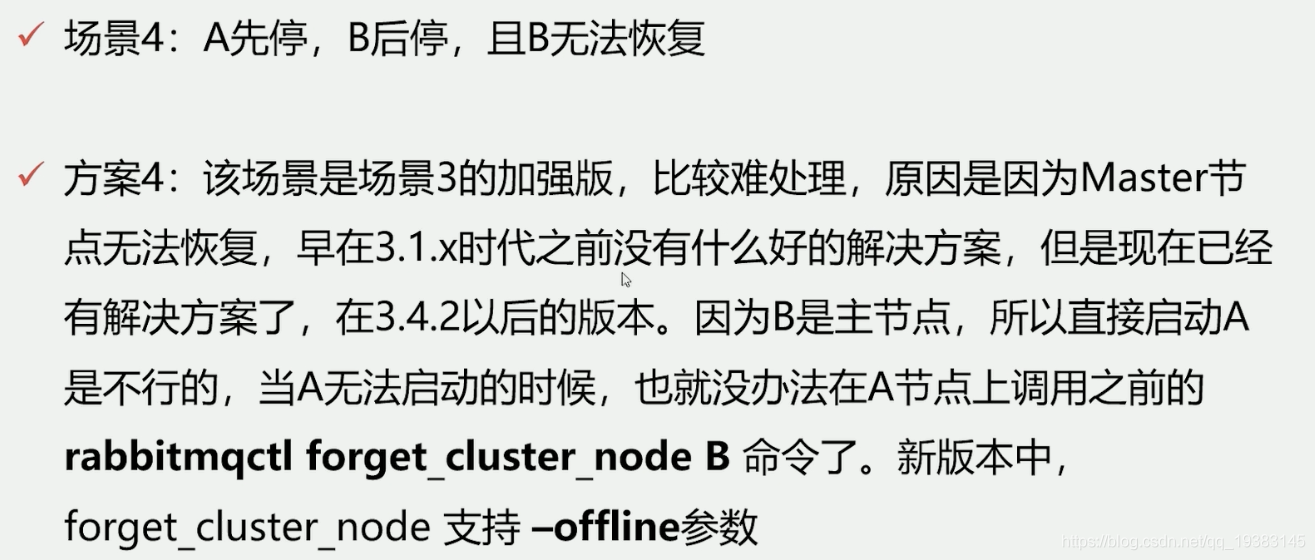 ✓ 场景4：A先停，B后停，且B无法恢复
✓ 方案4：该场景是场景3的加强版，比较难处理，原因是因为Master节
点无法恢复，早在3.1.x时代之前没有什么好的解决方案，但是现在已经
有解决方案了，在3.4.2以后的版本。因为B是主节点，所以直接启动A
是不行的，当A无法启动的时候，也就没办法在A节点上调用之前的
rabbitmqctl forget_cluster_node B 命令了。新版本中，
forget_cluster_node 支持 –offline参数
https://blog.csdn.net/qq_19383145